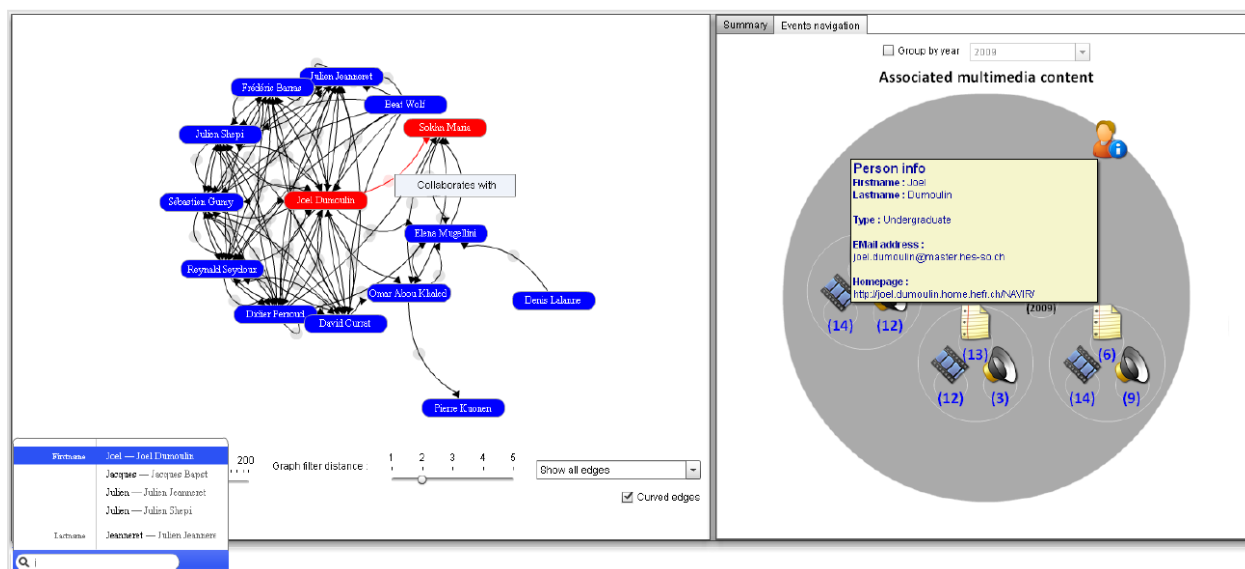 Summary
Events navigation
Group by year
2009
Associated multimedia content
Julien Jeanneret
Frédéric Barras
Beat Wolf
Sokhn Maria
Julien Shepi
Collaborates with
Sébastien Gumy
Joel Dumoulin
Elena Mugellini
Reynald Seydoux
Omar Abou Khaled
Denis Lalanne
Didier Perroud
David Currat
Pierre Kuonen
Person info
Firstname : Joel
Lastname : Dumoulin
Type : Undergraduate
EMail address :
joel.dumoulin@master.hes-so.ch
Homepage :
http://joel.dumoulin.home.hefr.ch/NAVIR/
(2009)
(14)
(12)
(13)
(6)
(12)
(3)
(14)
(9)
Firstname
Joel — Joel Dumoulin
Jacques — Jacques Bapst
Julien — Julien Jeanneret
Julien — Julien Shepi
Lastname
Jeanneret — Julien Jeannere
200
Graph filter distance :
1 2 3 4 5
Show all edges
Curved edges